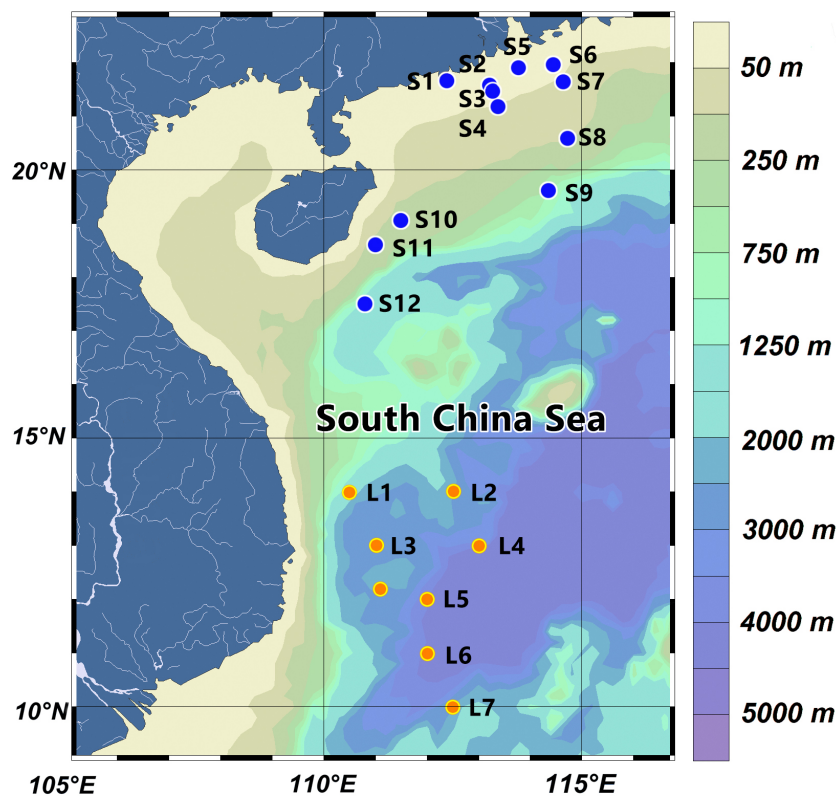 S5
S2
S6
50 m
S1
S7
S3
S4
S8
250 m
20°N
S9
S10
S11
750 m
S12
1250 m
South China Sea
15°N
2000 m
L1
L2
3000 m
L3
L4
L5
4000 m
L6
10°N
L7
5000 m
105°E
110°E
115°E